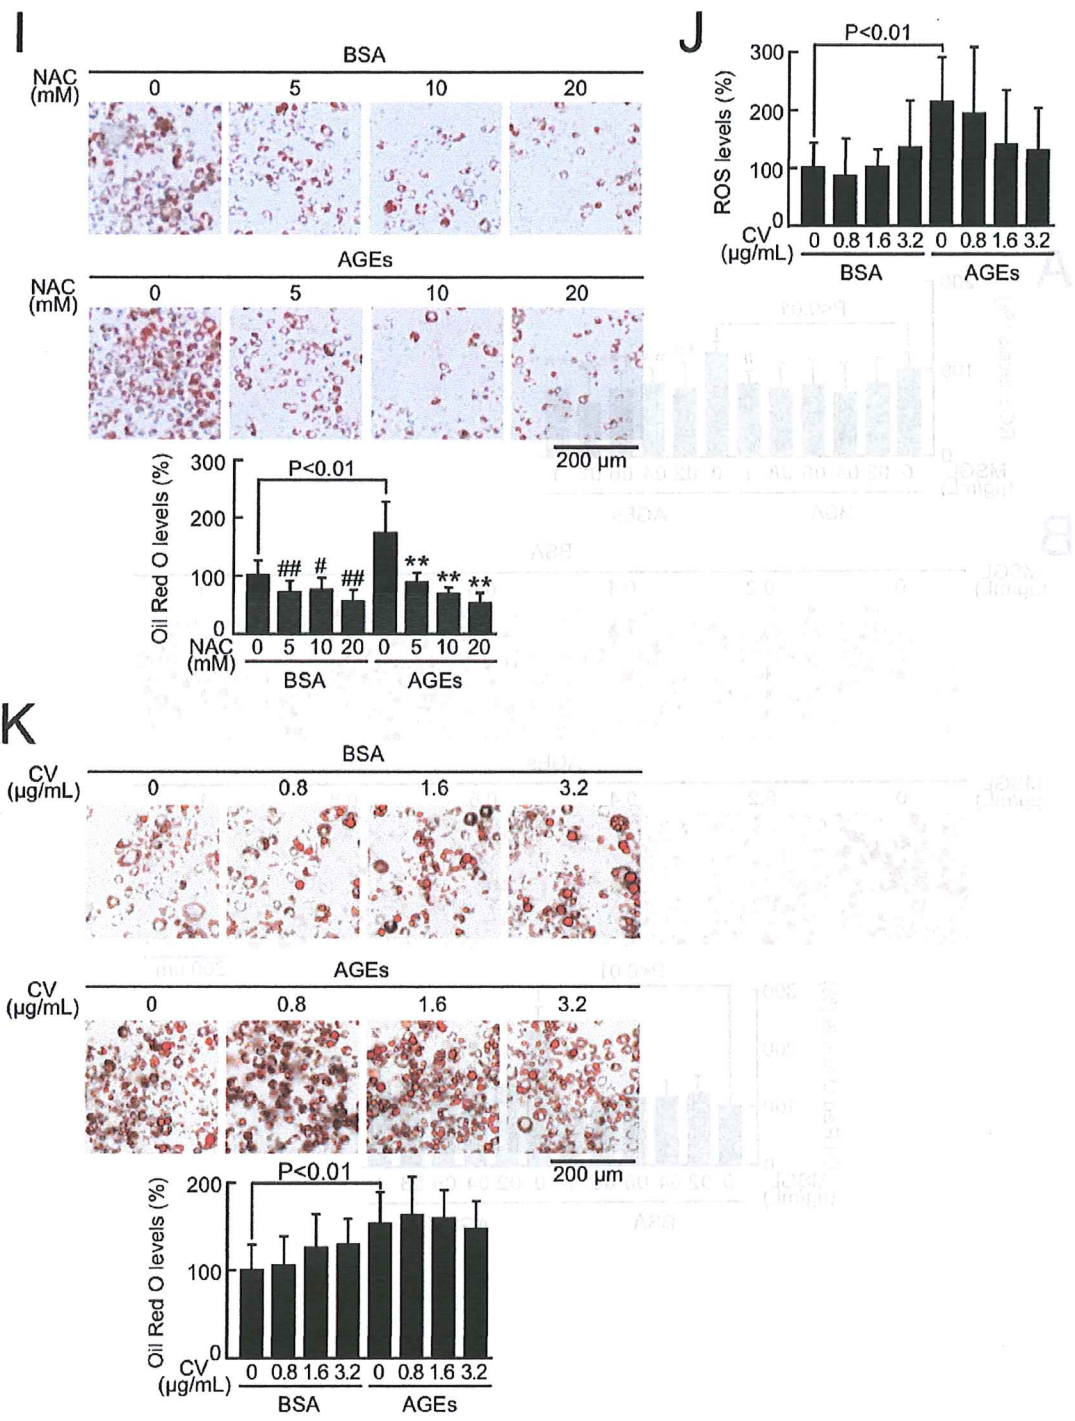 I
BSA
NAC (mM) 0 5 10 20
AGEs
NAC (mM) 0 5 10 20
200 µm
Oil Red O levels (%)
300
200
100
0
P<0.01
## # ## ** ** **
NAC (mM) 0 5 10 20 0 5 10 20
BSA AGEs
J
ROS levels (%)
300
200
100
0
P<0.01
CV (µg/mL) 0 0.8 1.6 3.2 0 0.8 1.6 3.2
BSA AGEs
K
BSA
CV (µg/mL) 0 0.8 1.6 3.2
AGEs
CV (µg/mL) 0 0.8 1.6 3.2
200 µm
Oil Red O levels (%)
200
100
0
P<0.01
CV (µg/mL) 0 0.8 1.6 3.2 0 0.8 1.6 3.2
BSA AGEs